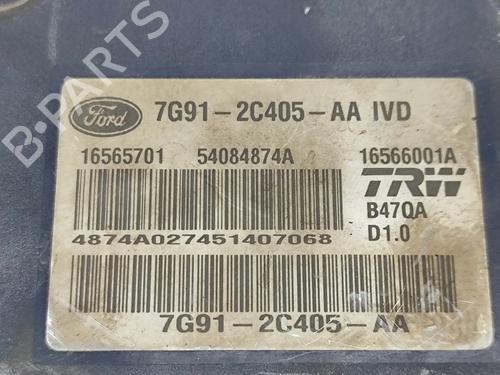 B-PARTS
Ford 7G91-2C405-AA IVD
16565701 54084874A 16566001A
TRW
B47QA
4874A027451407068 D1.0
7G91-2C405-AA